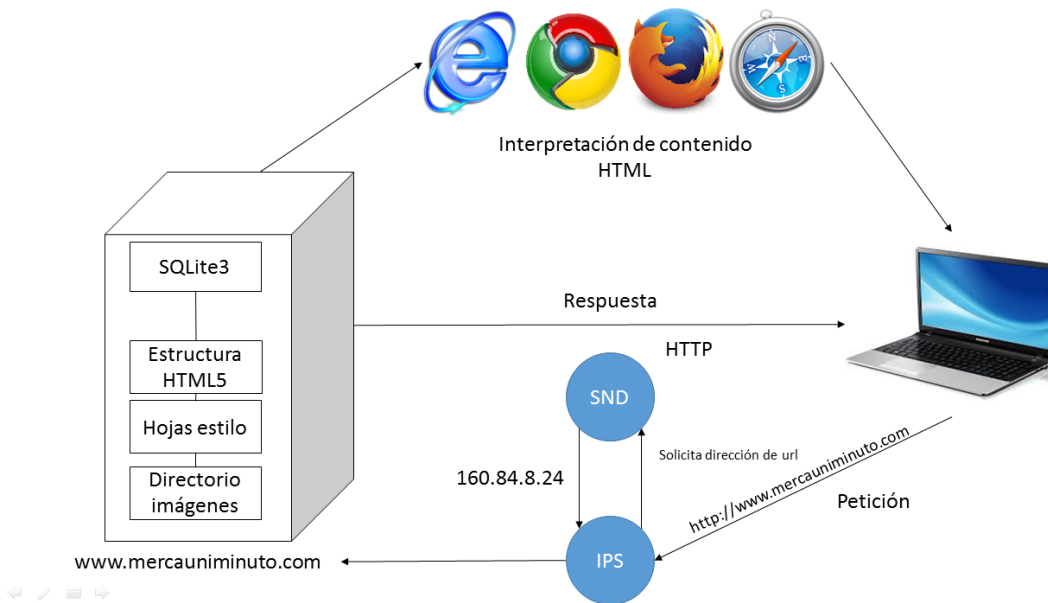 Interpretación de contenido
HTML
SQLite3
Estructura
HTML5
Hojas estilo
Directorio
imágenes
www.mercauniminuto.com
Respuesta
HTTP
SND
Solicita dirección de url
160.84.8.24
IPS
http://www.mercauniminuto.com
Petición